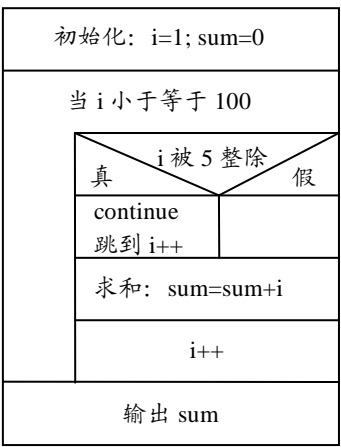 初始化：i=1; sum=0
当 i 小于等于 100
i 被 5 整除
真
假
continue
跳到 i++
求和：sum=sum+i
i++
输出 sum